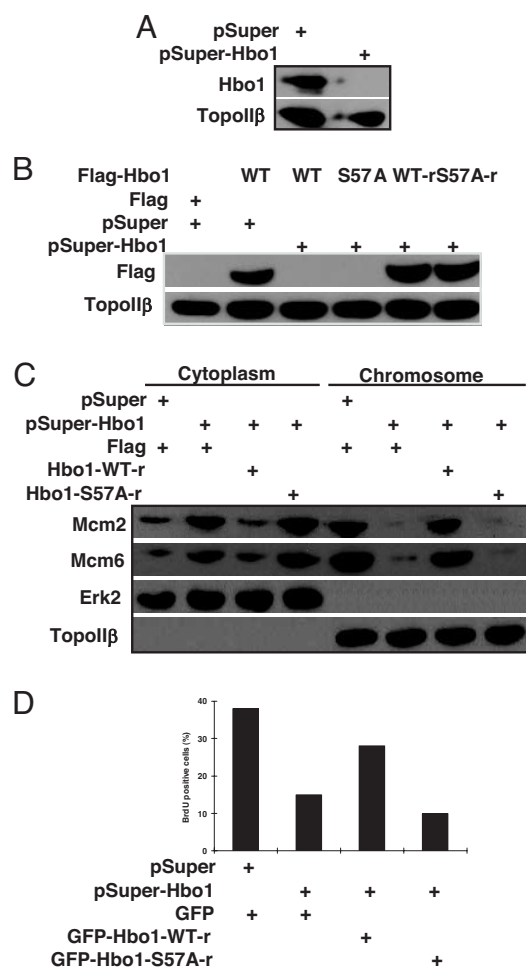 A
pSuper +
pSuper-Hbo1 +
Hbo1
TopoIIβ
B
Flag-Hbo1 WT WT S57A WT-r S57A-r
Flag +
pSuper + +
pSuper-Hbo1 + + + +
Flag
TopoIIβ
C
Cytoplasm Chromosome
pSuper + +
pSuper-Hbo1 + + + + + +
Flag + + + +
Hbo1-WT-r + +
Hbo1-S57A-r + +
Mcm2
Mcm6
Erk2
TopoIIβ
D
BrdU positive cells (%)
40
30
20
10
0
pSuper +
pSuper-Hbo1 + + +
GFP + +
GFP-Hbo1-WT-r +
GFP-Hbo1-S57A-r +